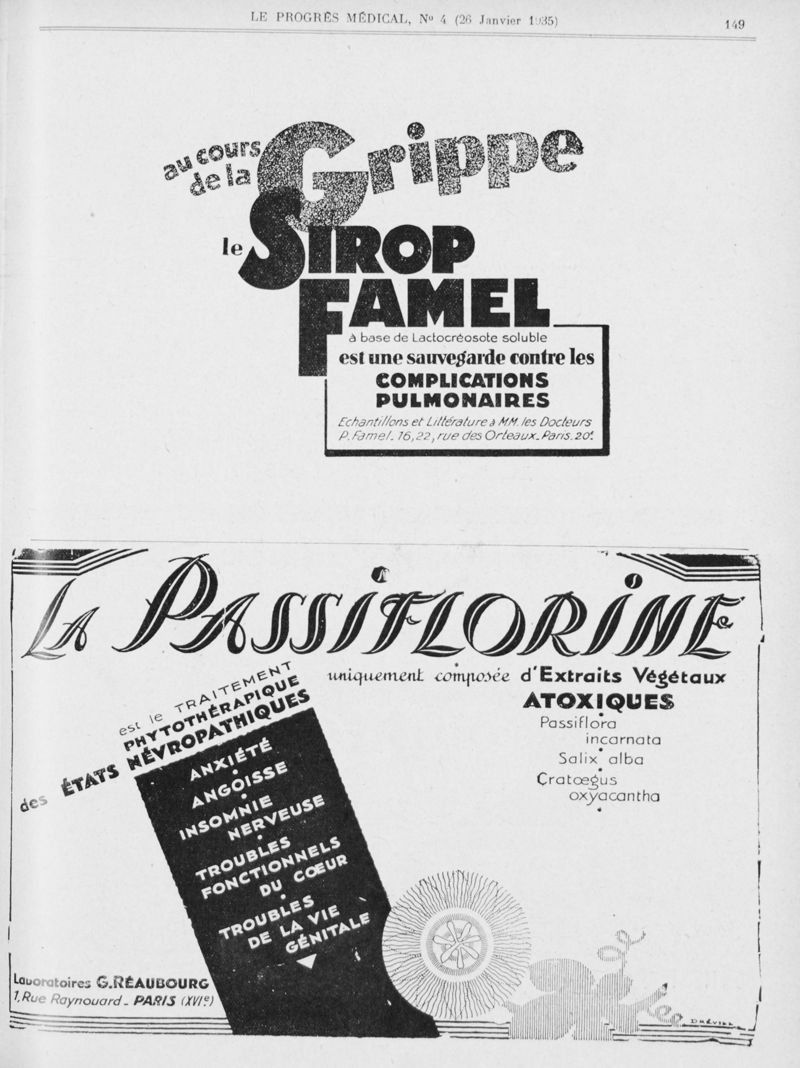 LE PROGRÈS MÉDICAL, No 4 (26 Janvier 1935)
149
au cours
de la Grippe
le SIROP
FAMEL
à base de Lactocréosote soluble
est une sauvegarde contre les
COMPLICATIONS
PULMONAIRES
Echantillons et Littérature à MM. les Docteurs
P. Famel. 16,22, rue des Orteaux. Paris. 20e.
LA PASSIFLORINE
uniquement composée d'Extraits Végétaux
ATOXIQUES
Passiflora
incarnata
Salix alba
Cratœgus
oxyacantha
est le TRAITEMENT
PHYTOTHÉRAPIQUE
des ÉTATS NÉVROPATHIQUES
ANXIÉTÉ
ANGOISSE
INSOMNIE
NERVEUSE
TROUBLES
FONCTIONNELS
DU CŒUR
TROUBLES
DE LA VIE
GÉNITALE
Laboratoires G.RÉAUBOURG
1, Rue Raynouard _ PARIS (XVIe)